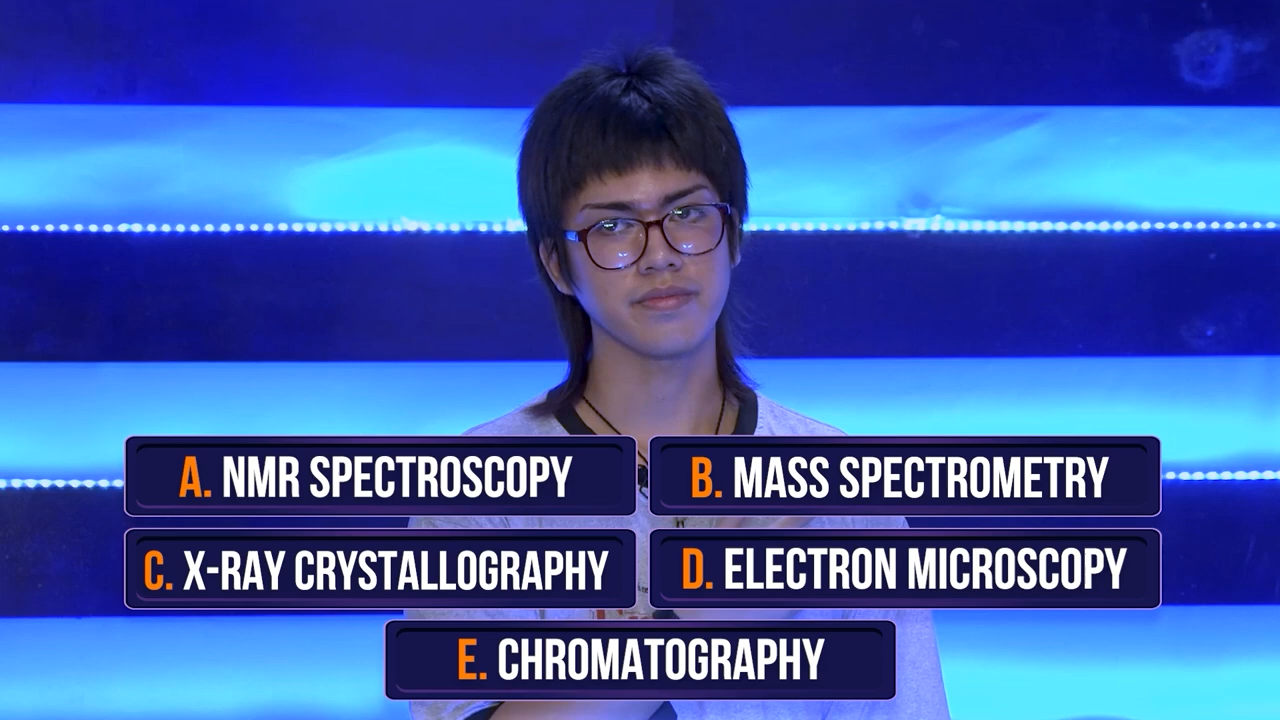 A. NMR SPECTROSCOPY
B. MASS SPECTROMETRY
C. X-RAY CRYSTALLOGRAPHY
D. ELECTRON MICROSCOPY
E. CHROMATOGRAPHY